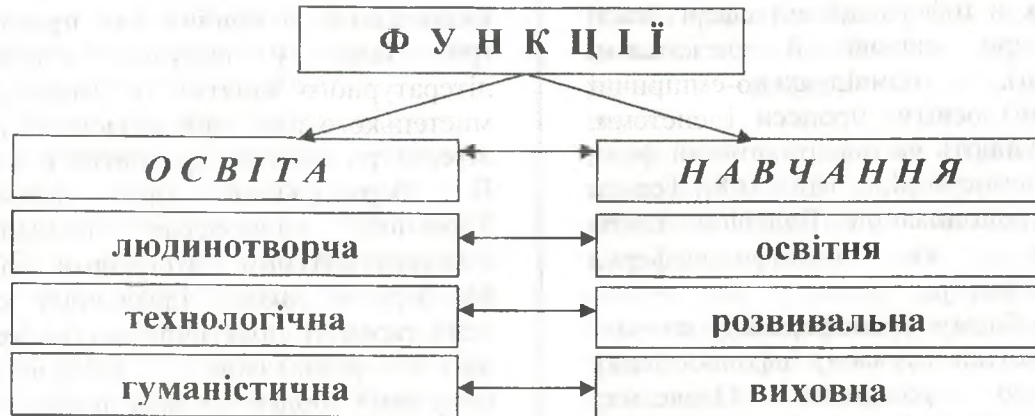 ФУНКЦІЇ
ОСВІТА
НАВЧАННЯ
людинотворча
освітня
технологічна
розвивальна
гуманістична
виховна